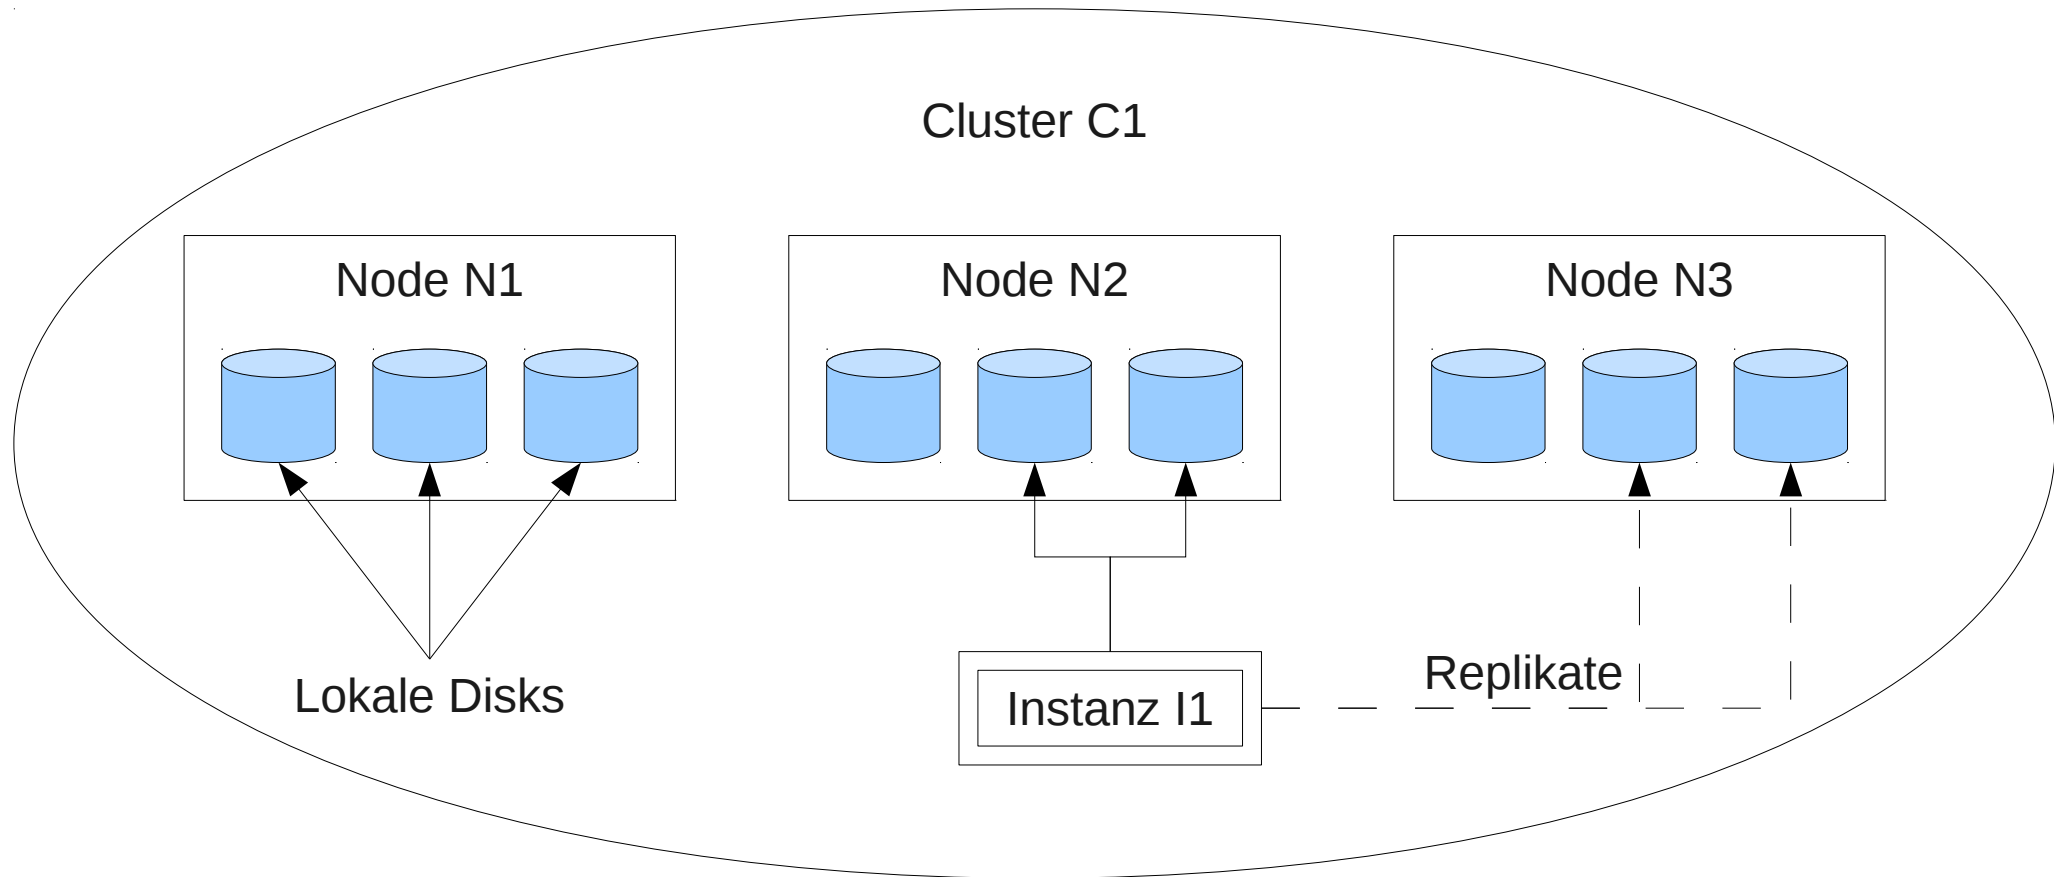 Cluster C1
Node N1
Node N2
Node N3
Lokale Disks
Instanz I1
Replikate